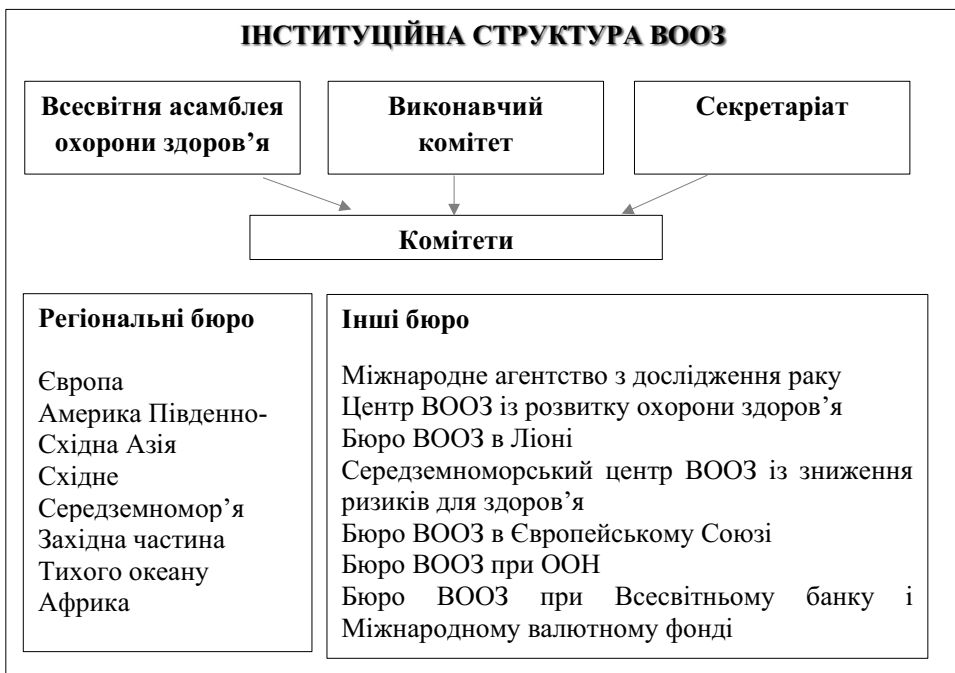 ІНСТИТУЦІЙНА СТРУКТУРА ВООЗ
Всесвітня асамблея
охорони здоров’я
Виконавчий
комітет
Секретаріат
Комітети
Регіональні бюро
Європа
Америка Південно-
Східна Азія
Східне
Середземномор’я
Західна частина
Тихого океану
Африка
Інші бюро
Міжнародне агентство з дослідження раку
Центр ВООЗ із розвитку охорони здоров’я
Бюро ВООЗ в Ліоні
Середземноморський центр ВООЗ із зниження
ризиків для здоров’я
Бюро ВООЗ в Європейському Союзі
Бюро ВООЗ при ООН
Бюро ВООЗ при Всесвітньому банку і
Міжнародному валютному фонді